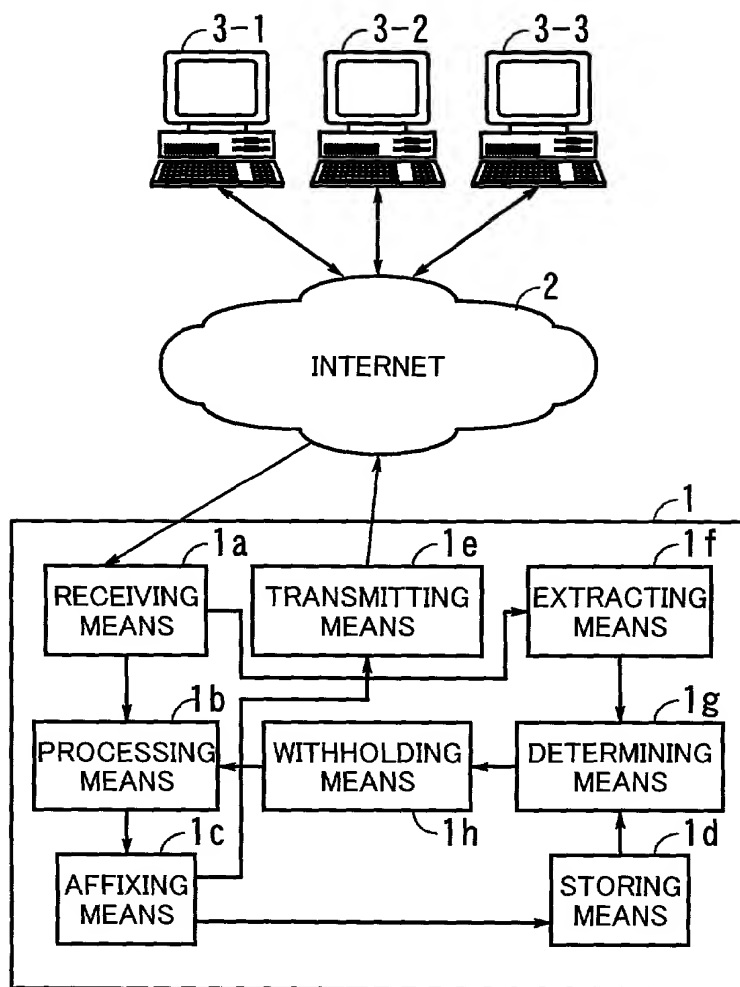 3-1
3-2
3-3
2
INTERNET
1
1a
1e
1f
RECEIVING
MEANS
TRANSMITTING
MEANS
EXTRACTING
MEANS
1b
1g
PROCESSING
MEANS
WITHHOLDING
MEANS
DETERMINING
MEANS
1c
1h
1d
AFFIXING
MEANS
STORING
MEANS